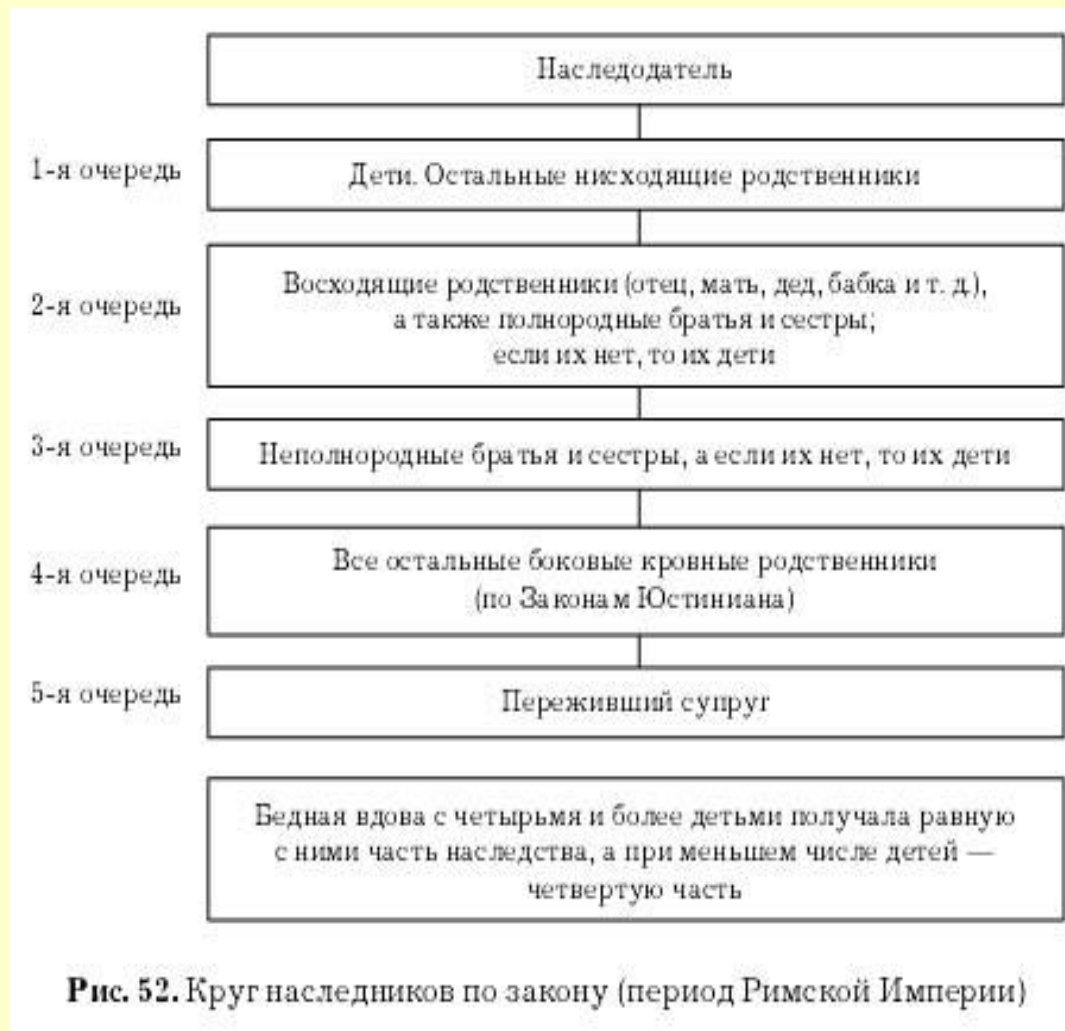 Наследодатель
1-я очередь
Дети. Остальные нисходящие родственники
2-я очередь
Восходящие родственники (отец, мать, дед, бабка и т. д.),
а также полнородные братья и сестры;
если их нет, то их дети
3-я очередь
Неполнородные братья и сестры, а если их нет, то их дети
4-я очередь
Все остальные боковые кровные родственники
(по Законам Юстиниана)
5-я очередь
Переживший супруг
Бедная вдова с четырьмя и более детьми получала равную
с ними часть наследства, а при меньшем числе детей —
четвертую часть
Рис. 52. Круг наследников по закону (период Римской Империи)